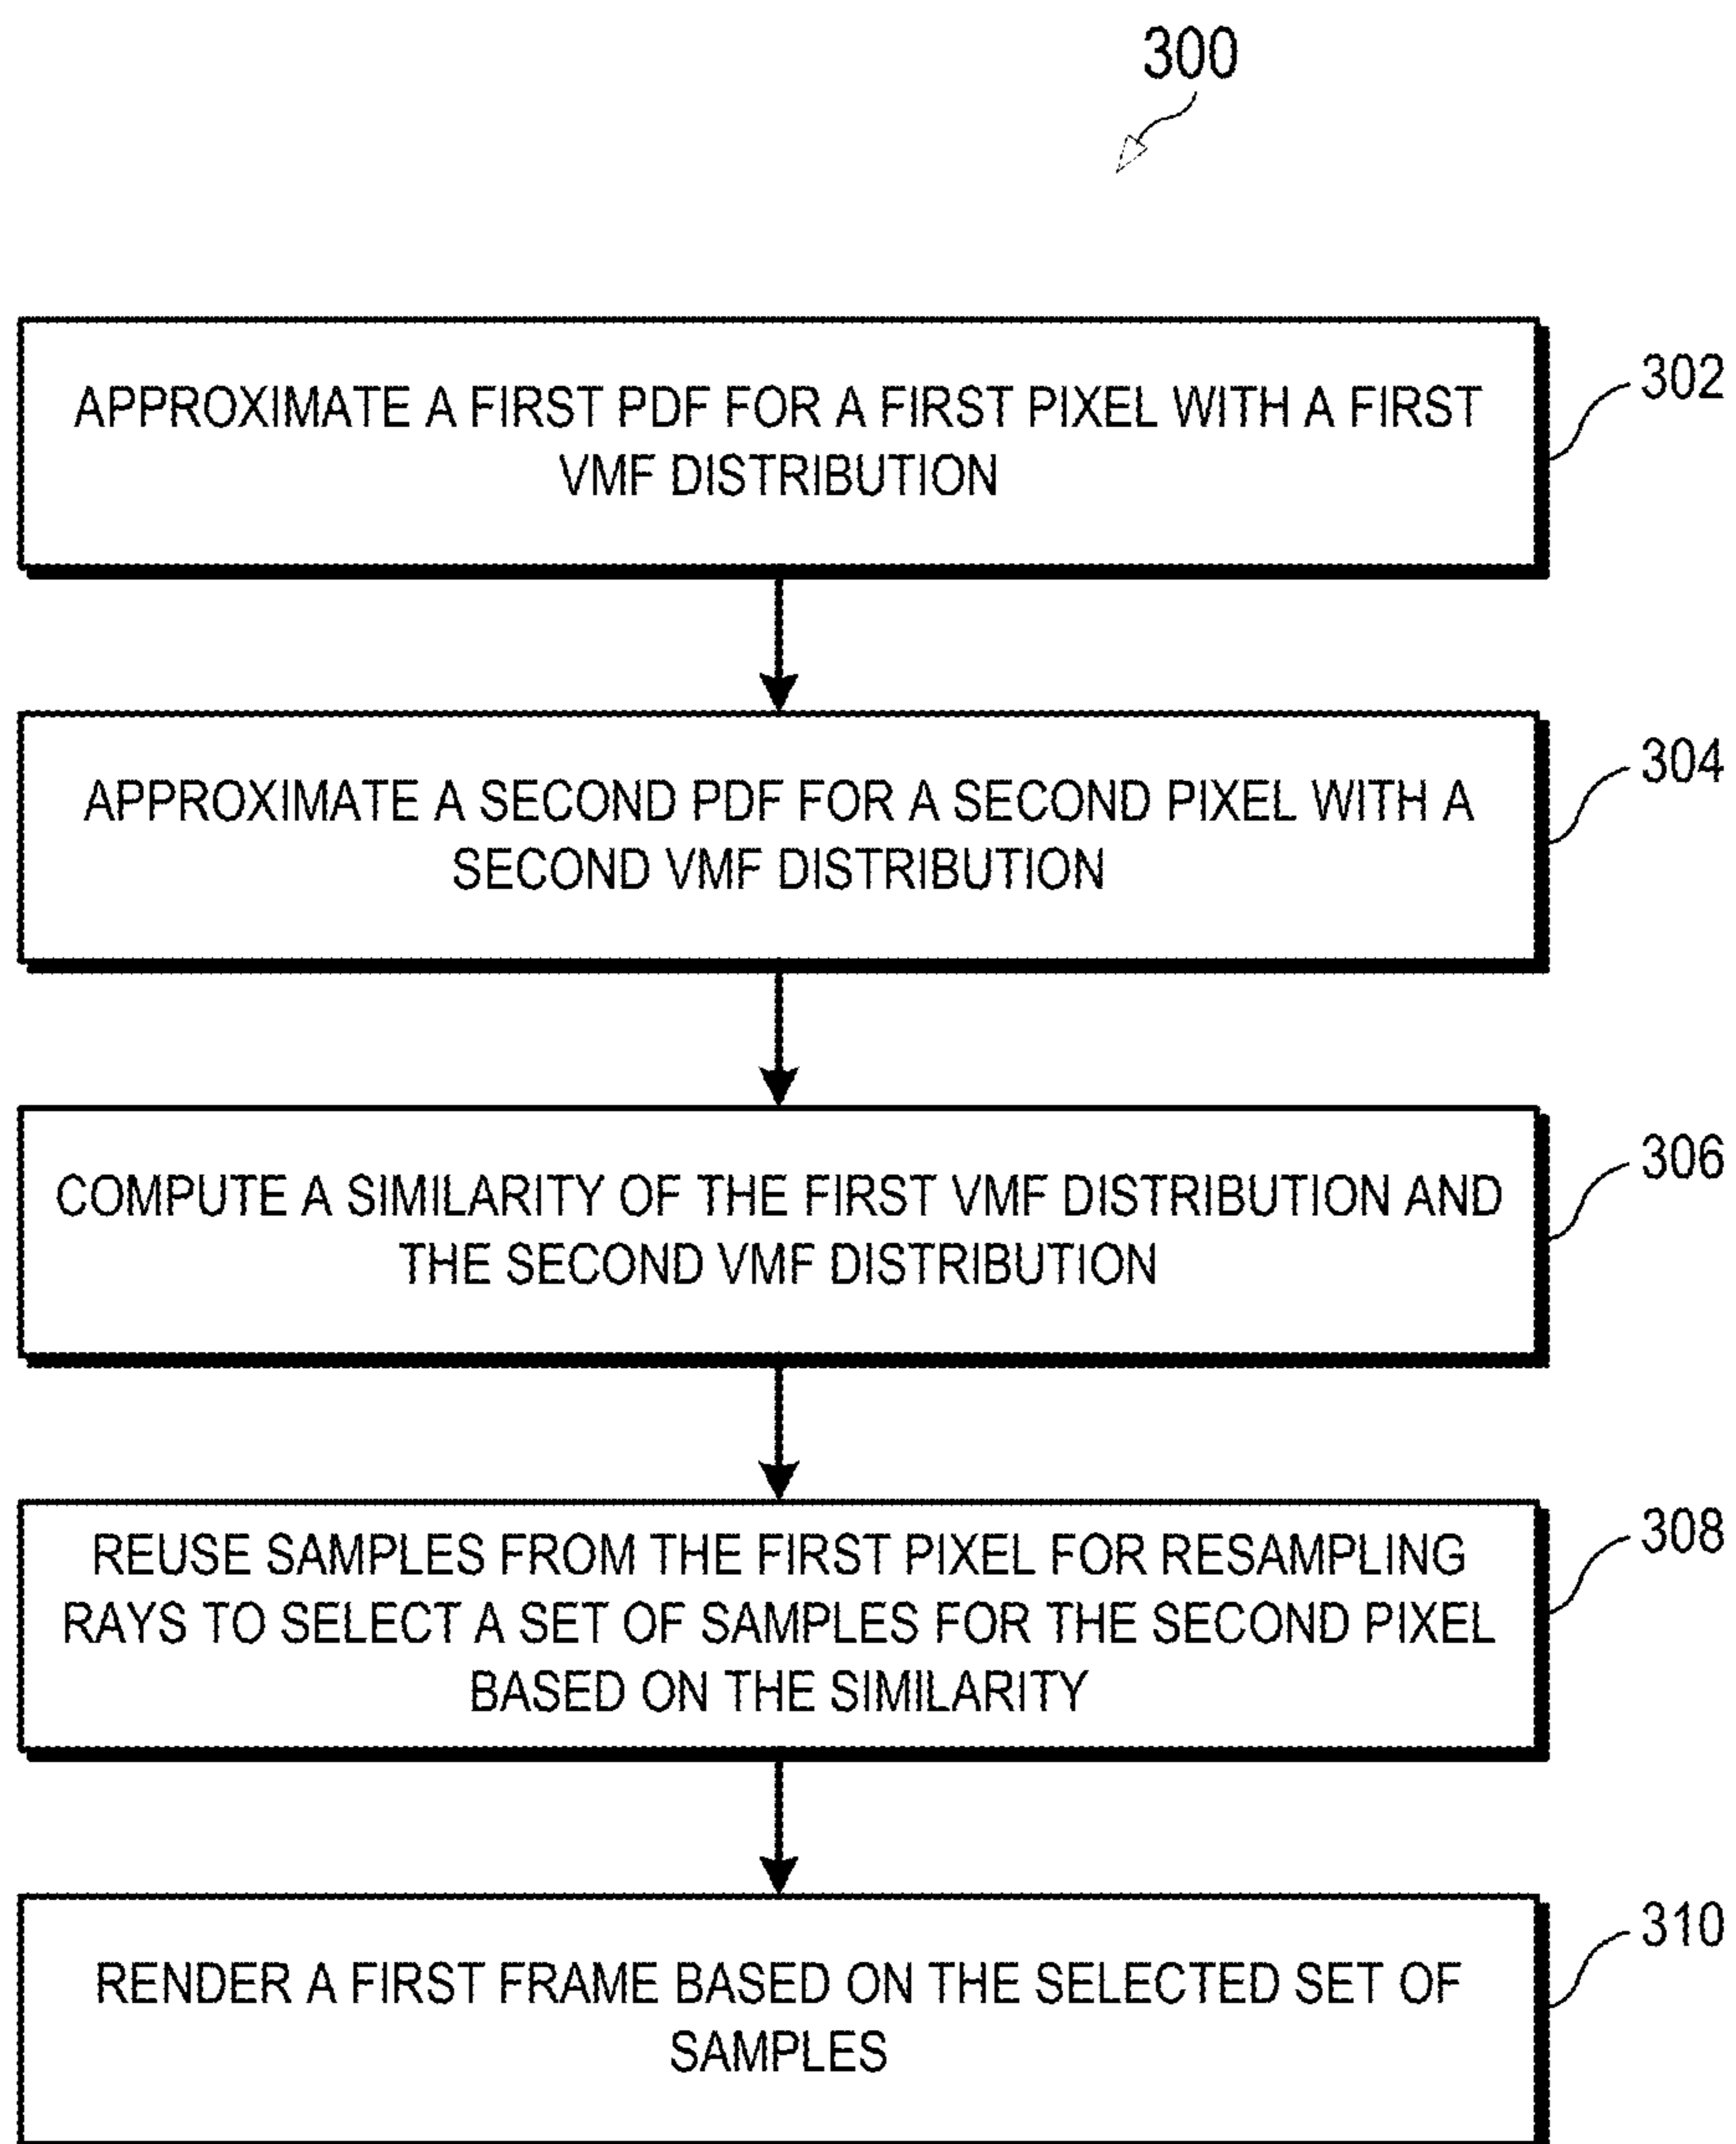 300
APPROXIMATE A FIRST PDF FOR A FIRST PIXEL WITH A FIRST
VMF DISTRIBUTION
302
APPROXIMATE A SECOND PDF FOR A SECOND PIXEL WITH A
SECOND VMF DISTRIBUTION
304
COMPUTE A SIMILARITY OF THE FIRST VMF DISTRIBUTION AND
THE SECOND VMF DISTRIBUTION
306
REUSE SAMPLES FROM THE FIRST PIXEL FOR RESAMPLING
RAYS TO SELECT A SET OF SAMPLES FOR THE SECOND PIXEL
BASED ON THE SIMILARITY
308
RENDER A FIRST FRAME BASED ON THE SELECTED SET OF
SAMPLES
310